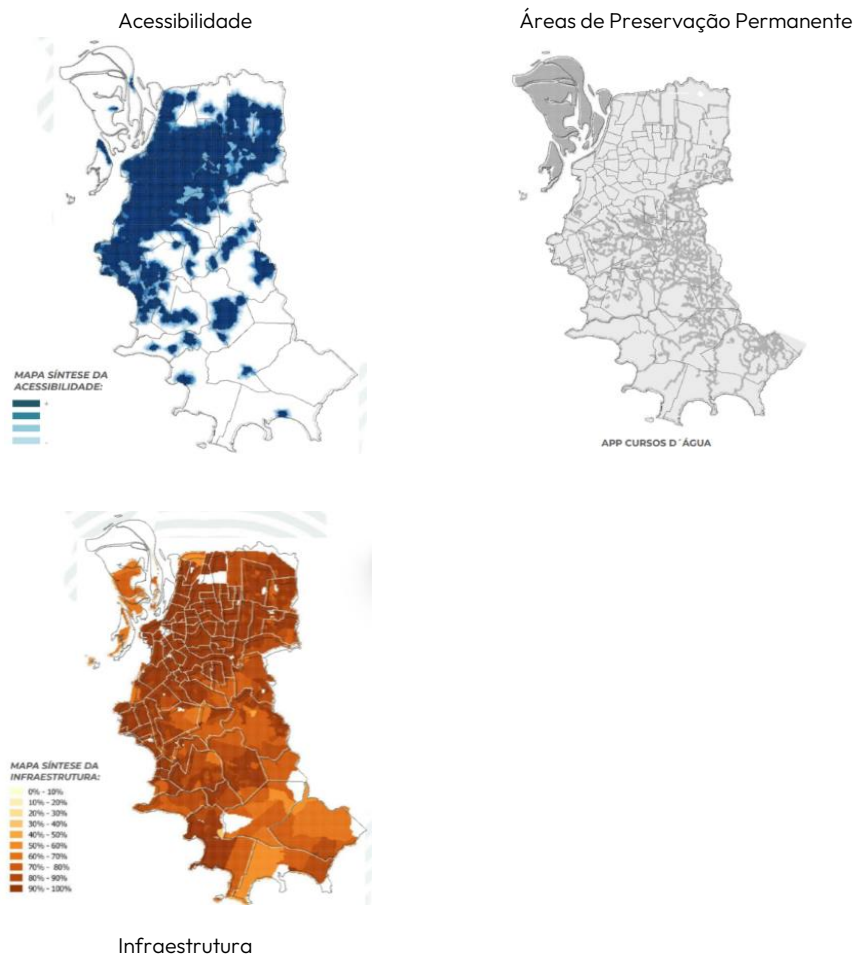 Acessibilidade
Áreas de Preservação Permanente
MAPA SÍNTESE DA
ACESSIBILIDADE:
+
-
APP CURSOS D´ÁGUA
MAPA SÍNTESE DA
INFRAESTRUTURA:
0% - 10%
10% - 20%
20% - 30%
30% - 40%
40% - 50%
50% - 60%
60% - 70%
70% - 80%
80% - 90%
90% - 100%
Infraestrutura